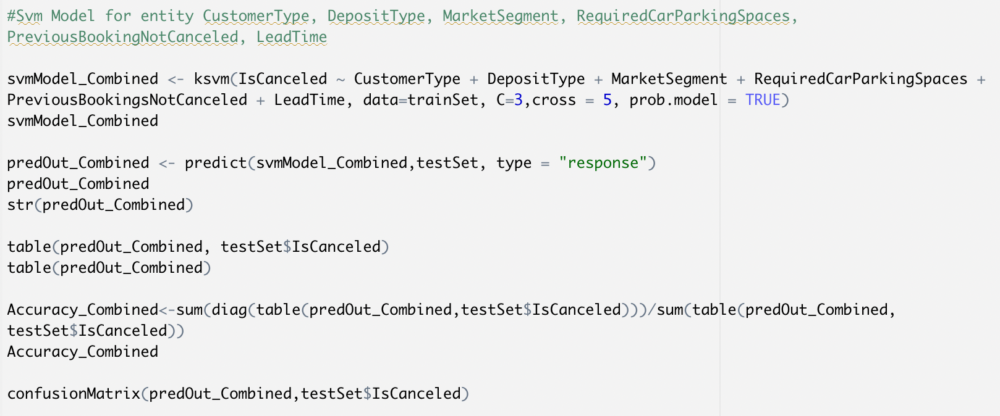 #Svm Model for entity CustomerType, DepositType, MarketSegment, RequiredCarParkingSpaces,
PreviousBookingNotCanceled, LeadTime
svmModel_Combined <- ksvm(IsCanceled ~ CustomerType + DepositType + MarketSegment + RequiredCarParkingSpaces +
PreviousBookingsNotCanceled + LeadTime, data=trainSet, C=3,cross = 5, prob.model = TRUE)
svmModel_Combined
predOut_Combined <- predict(svmModel_Combined,testSet, type = "response")
predOut_Combined
str(predOut_Combined)
table(predOut_Combined, testSet$IsCanceled)
table(predOut_Combined)
Accuracy_Combined<-sum(diag(table(predOut_Combined,testSet$IsCanceled)))/sum(table(predOut_Combined,
testSet$IsCanceled))
Accuracy_Combined
confusionMatrix(predOut_Combined,testSet$IsCanceled)